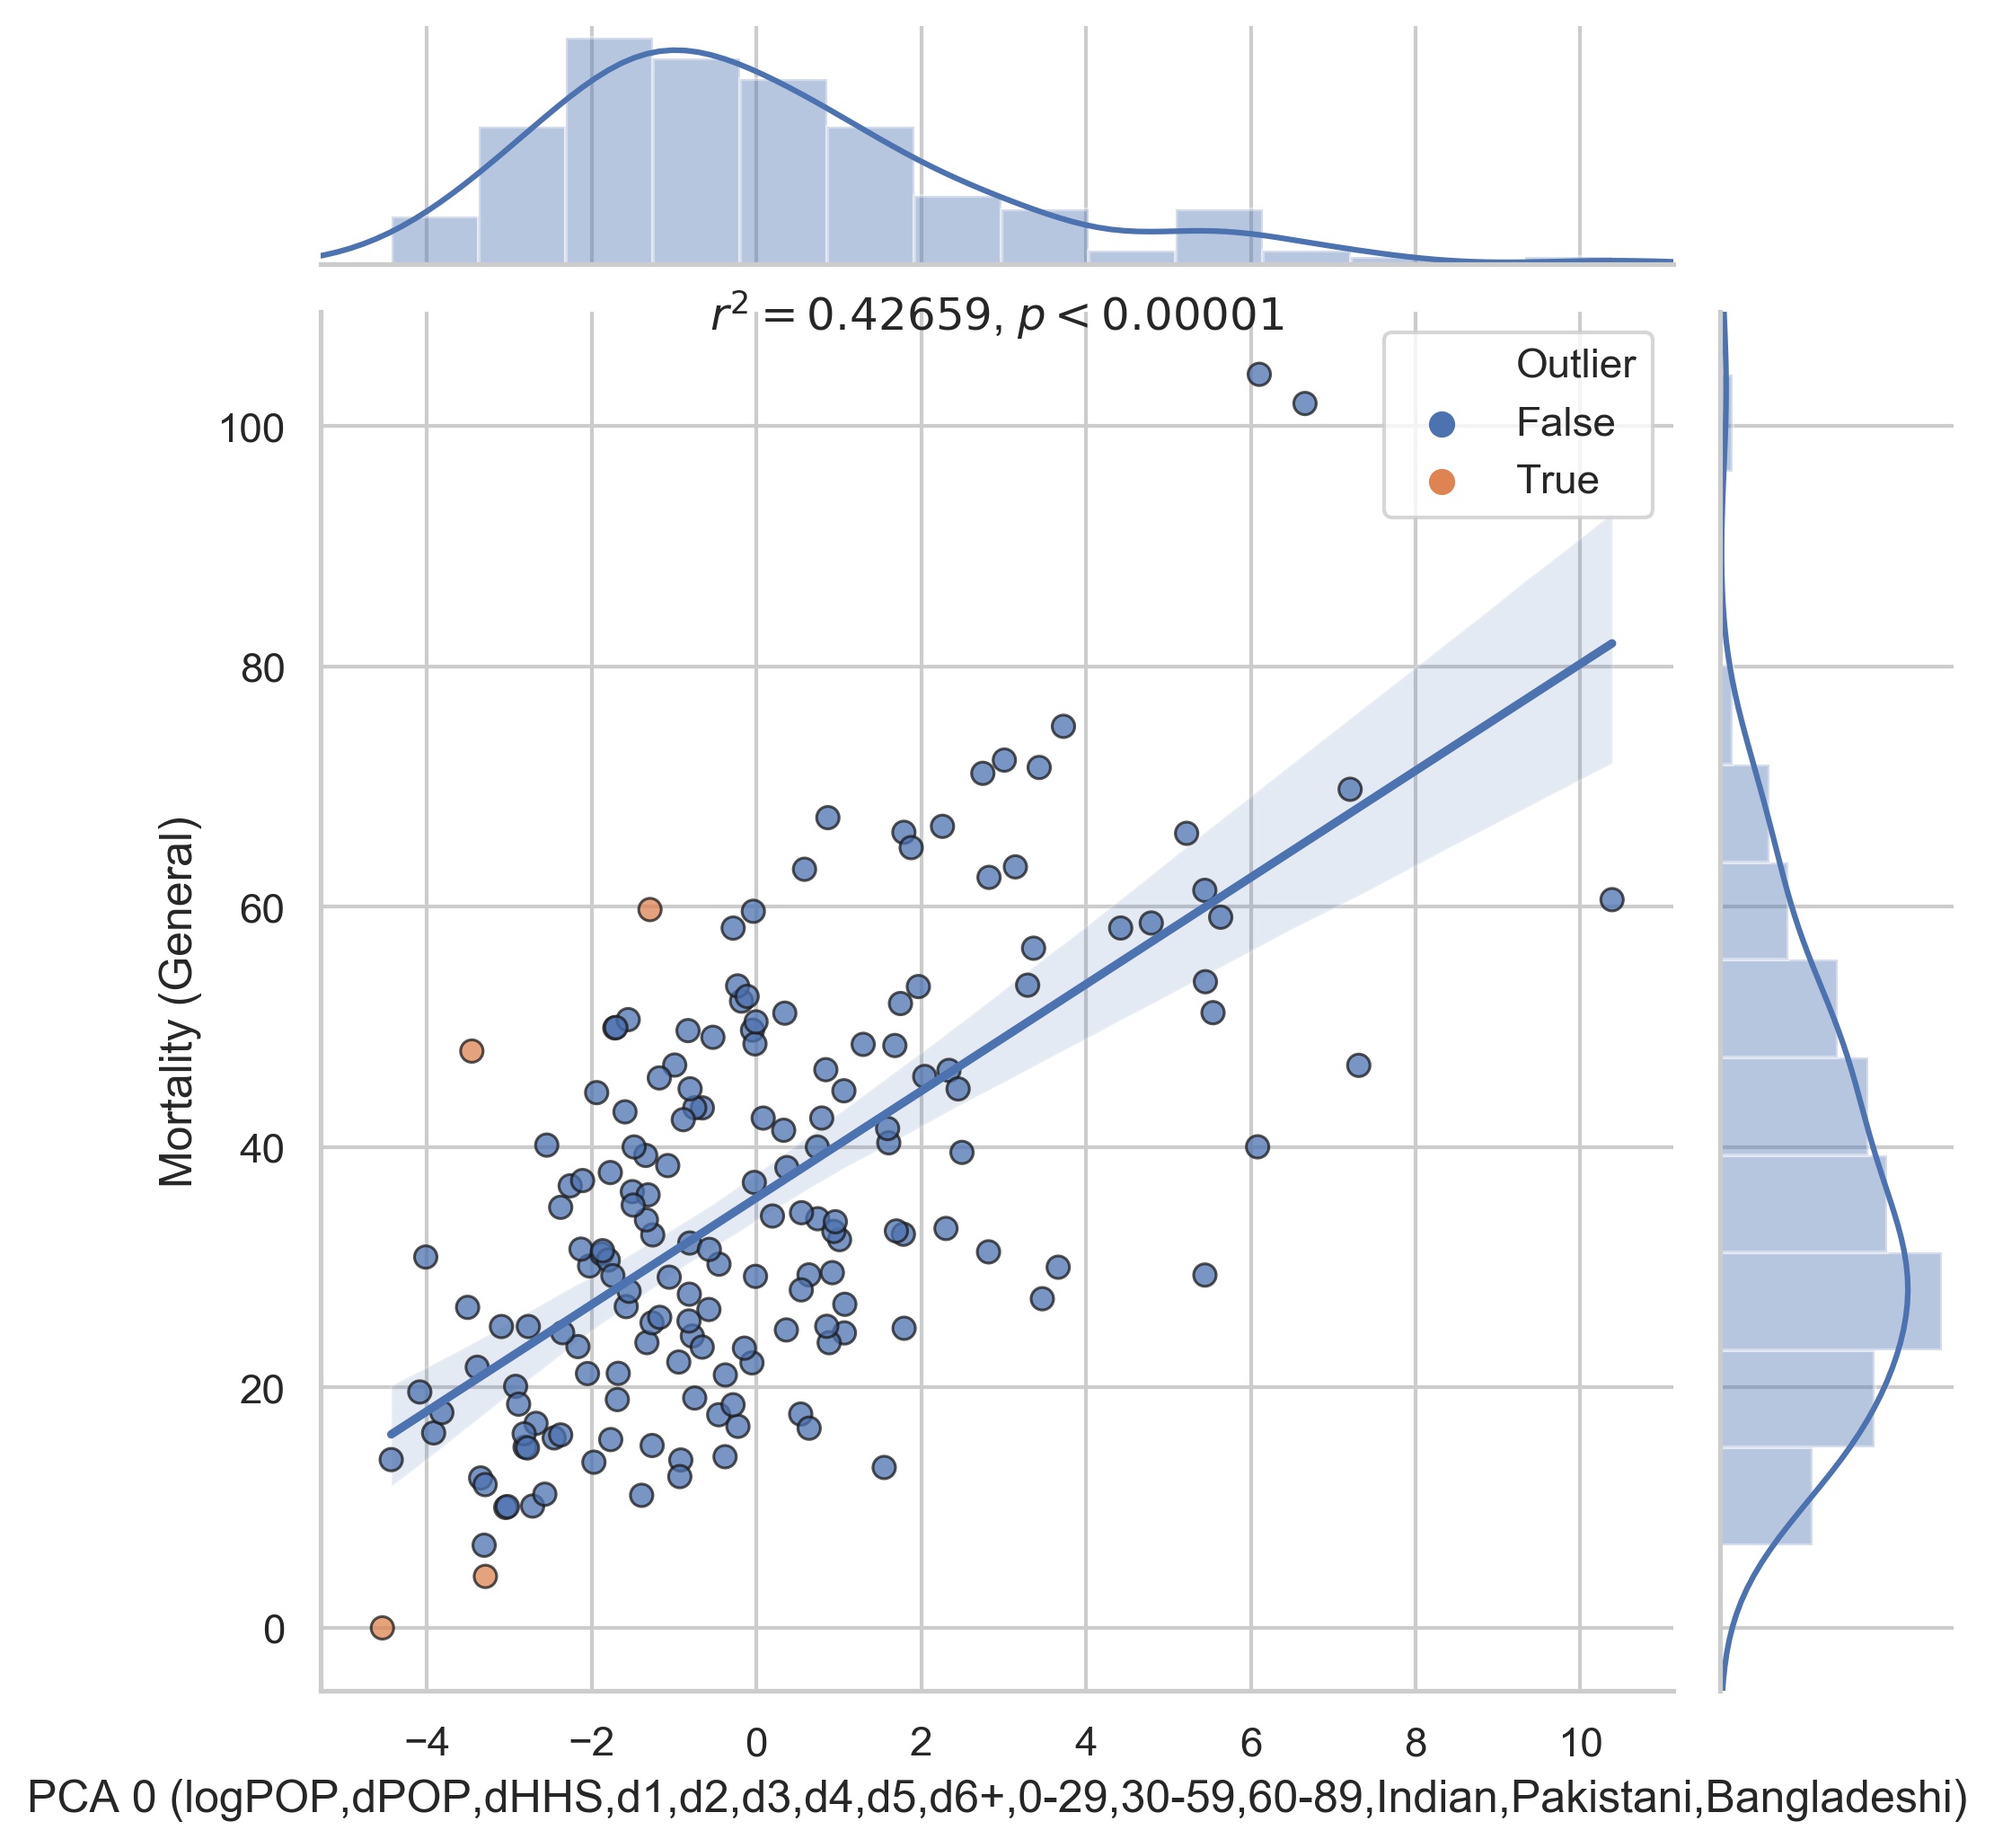 r² = 0.42659, p < 0.00001
Outlier
False
True
100
80
60
40
20
0
Mortality (General)
−4 −2 0 2 4 6 8 10
PCA 0 (logPOP,dPOP,dHHS,d1,d2,d3,d4,d5,d6+,0-29,30-59,60-89,Indian,Pakistani,Bangladeshi)